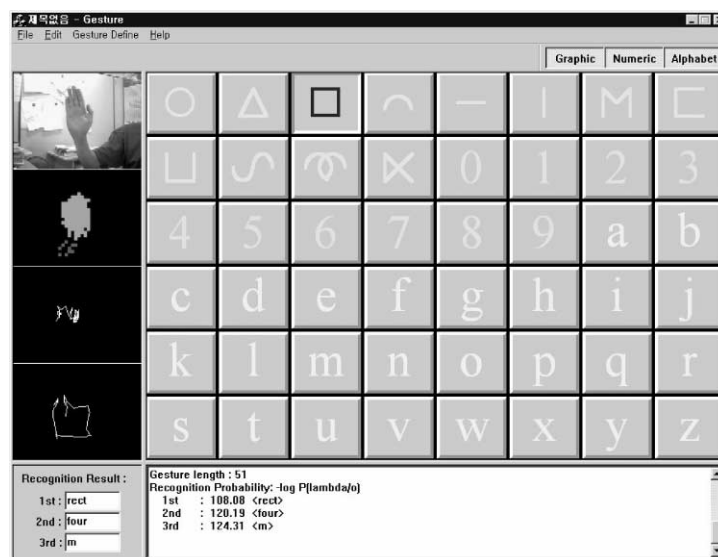 제목없음 - Gesture
File Edit Gesture Define Help
Graphic Numeric Alphabet
0 1 2 3
4 5 6 7 8 9 a b
c d e f g h i j
k l m n o p q r
s t u v w x y z
Recognition Result :
1st : rect
2nd : four
3rd : m
Gesture length : 51
Recognition Probability: -log P(lambda/o)
1st : 108.08 <rect>
2nd : 120.19 <four>
3rd : 124.31 <m>